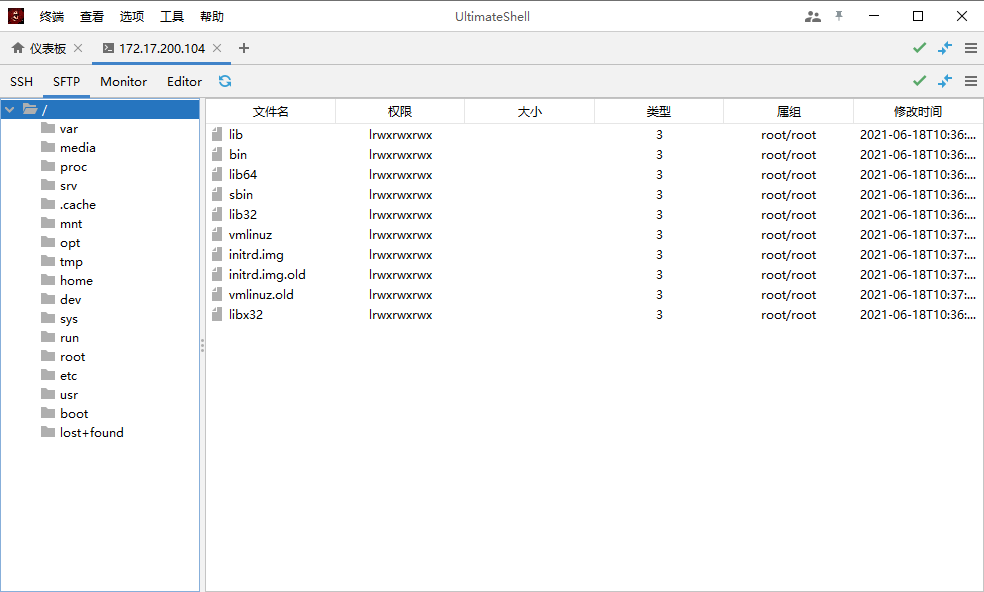 终端 查看 选项 工具 帮助 UltimateShell
仪表板 172.17.200.104
SSH SFTP Monitor Editor
/
var
media
proc
srv
.cache
mnt
opt
tmp
home
dev
sys
run
root
etc
usr
boot
lost+found
文件名 权限 大小 类型 属组 修改时间
lib lrwxrwxrwx 3 root/root 2021-06-18T10:36:...
bin lrwxrwxrwx 3 root/root 2021-06-18T10:36:...
lib64 lrwxrwxrwx 3 root/root 2021-06-18T10:36:...
sbin lrwxrwxrwx 3 root/root 2021-06-18T10:36:...
lib32 lrwxrwxrwx 3 root/root 2021-06-18T10:36:...
vmlinuz lrwxrwxrwx 3 root/root 2021-06-18T10:37:...
initrd.img lrwxrwxrwx 3 root/root 2021-06-18T10:37:...
initrd.img.old lrwxrwxrwx 3 root/root 2021-06-18T10:37:...
vmlinuz.old lrwxrwxrwx 3 root/root 2021-06-18T10:37:...
libx32 lrwxrwxrwx 3 root/root 2021-06-18T10:36:...